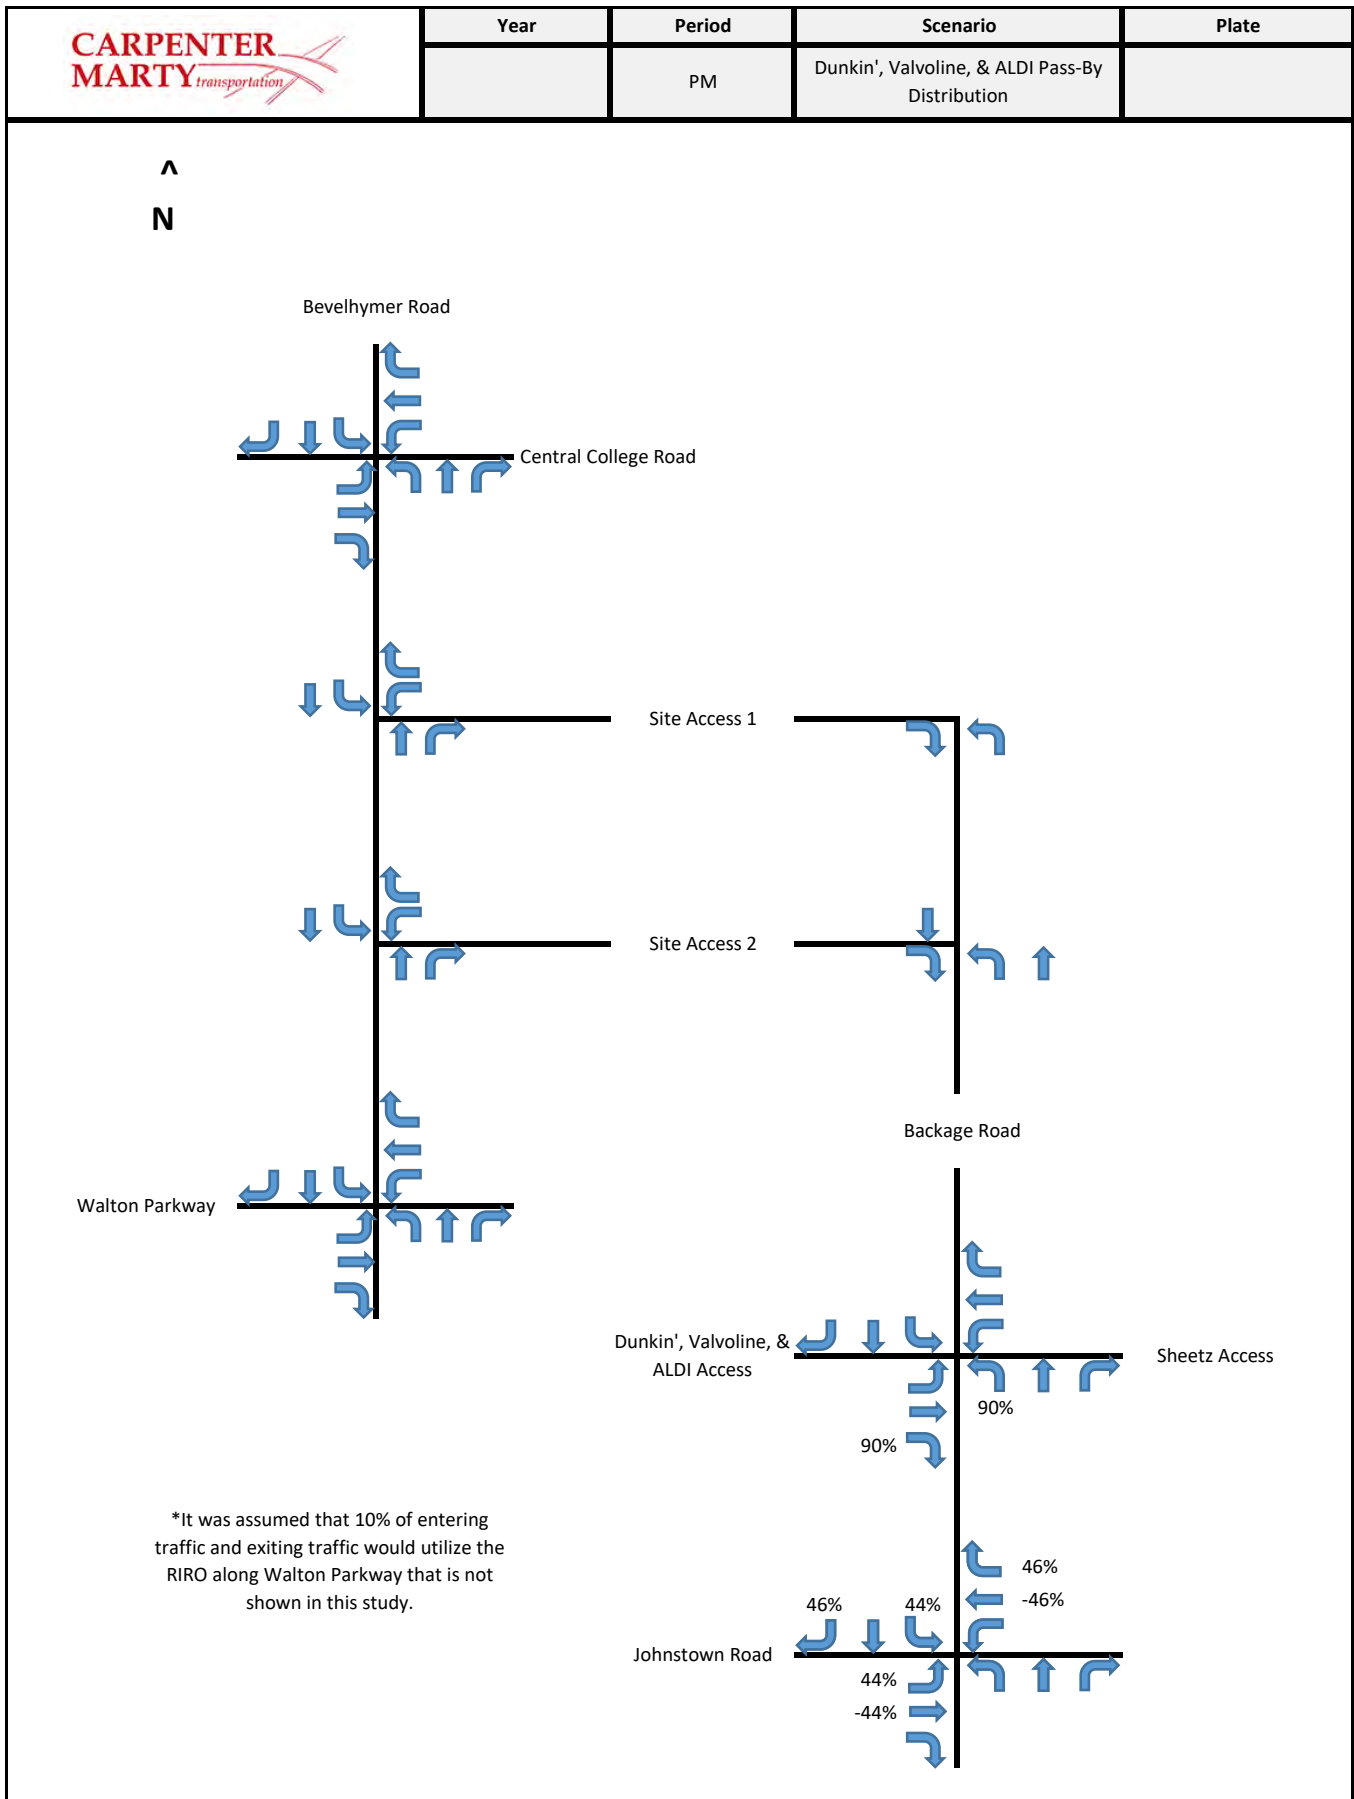 CARPENTER
MARTY transportation
Year
Period
Scenario
Plate
PM
Dunkin', Valvoline, & ALDI Pass-By
Distribution
^
N
Bevelhymer Road
Central College Road
Site Access 1
Site Access 2
Backage Road
Walton Parkway
Dunkin', Valvoline, &
ALDI Access
Sheetz Access
90%
90%
*It was assumed that 10% of entering
traffic and exiting traffic would utilize the
RIRO along Walton Parkway that is not
shown in this study.
46%
-46%
46%
44%
Johnstown Road
44%
-44%